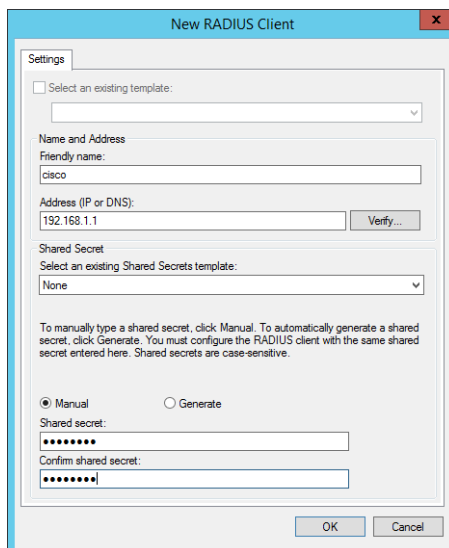 New RADIUS Client
x
Settings
Select an existing template:
Name and Address
Friendly name:
cisco
Address (IP or DNS):
192.168.1.1
Verify...
Shared Secret
Select an existing Shared Secrets template:
None
To manually type a shared secret, click Manual. To automatically generate a shared
secret, click Generate. You must configure the RADIUS client with the same shared
secret entered here. Shared secrets are case-sensitive.
Manual
Generate
Shared secret:
●●●●●●●●
Confirm shared secret:
●●●●●●●●
OK
Cancel